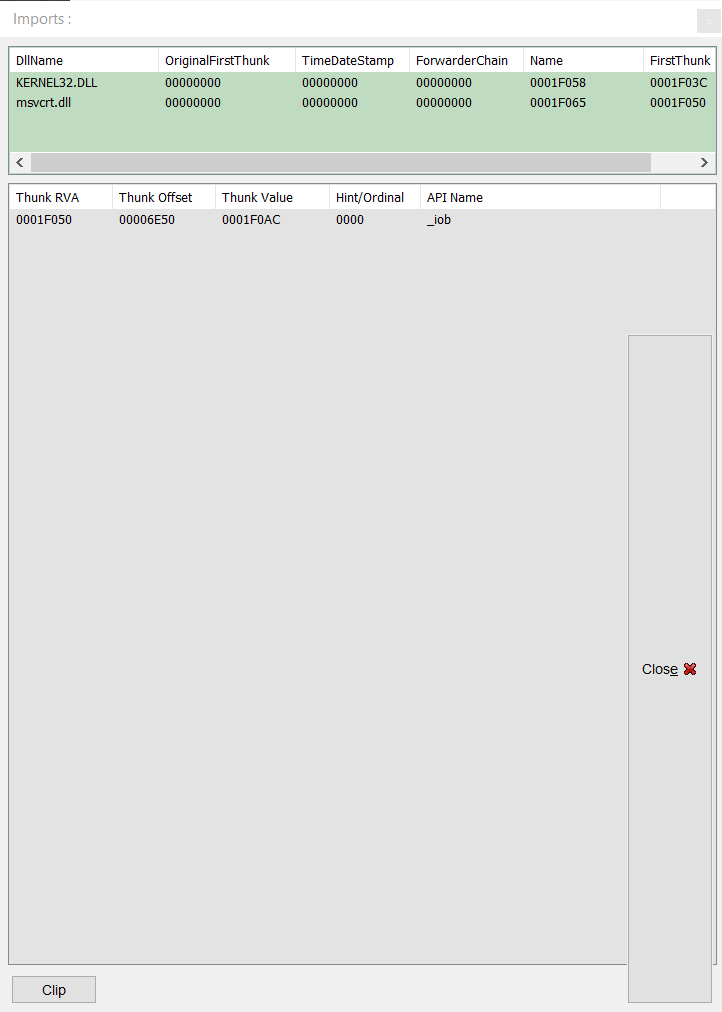 Imports :
DllName OriginalFirstThunk TimeDateStamp ForwarderChain Name FirstThunk
KERNEL32.DLL 00000000 00000000 00000000 0001F058 0001F03C
msvcrt.dll 00000000 00000000 00000000 0001F065 0001F050
Thunk RVA Thunk Offset Thunk Value Hint/Ordinal API Name
0001F050 00006E50 0001F0AC 0000 _iob
Close
Clip